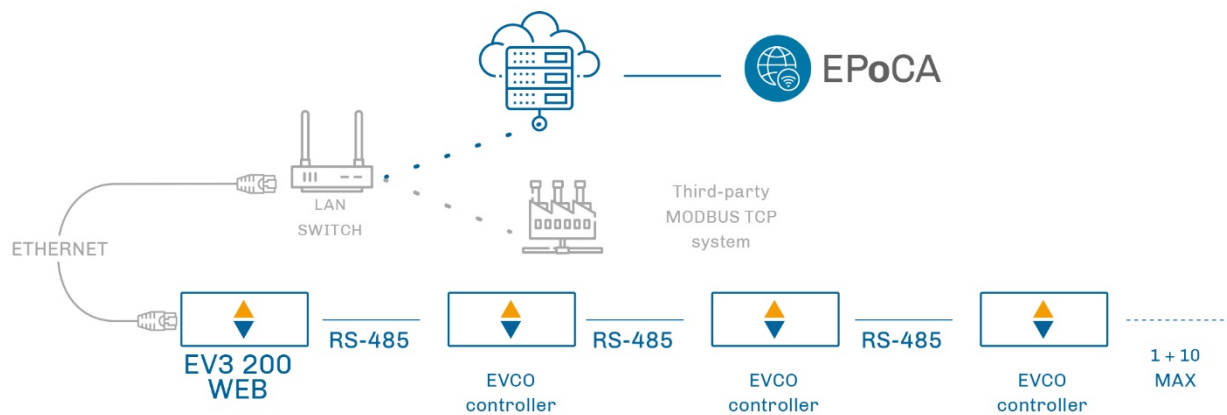 EPoCA
LAN
SWITCH
Third-party
MODBUS TCP
system
ETHERNET
EV3 200
WEB
RS-485
EVCO
controller
RS-485
EVCO
controller
RS-485
EVCO
controller
1 + 10
MAX